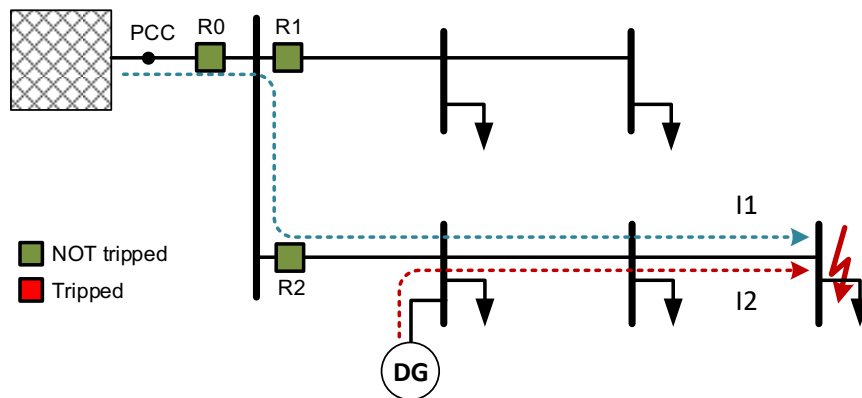 PCC
R0
R1
I1
NOT tripped
R2
Tripped
I2
DG